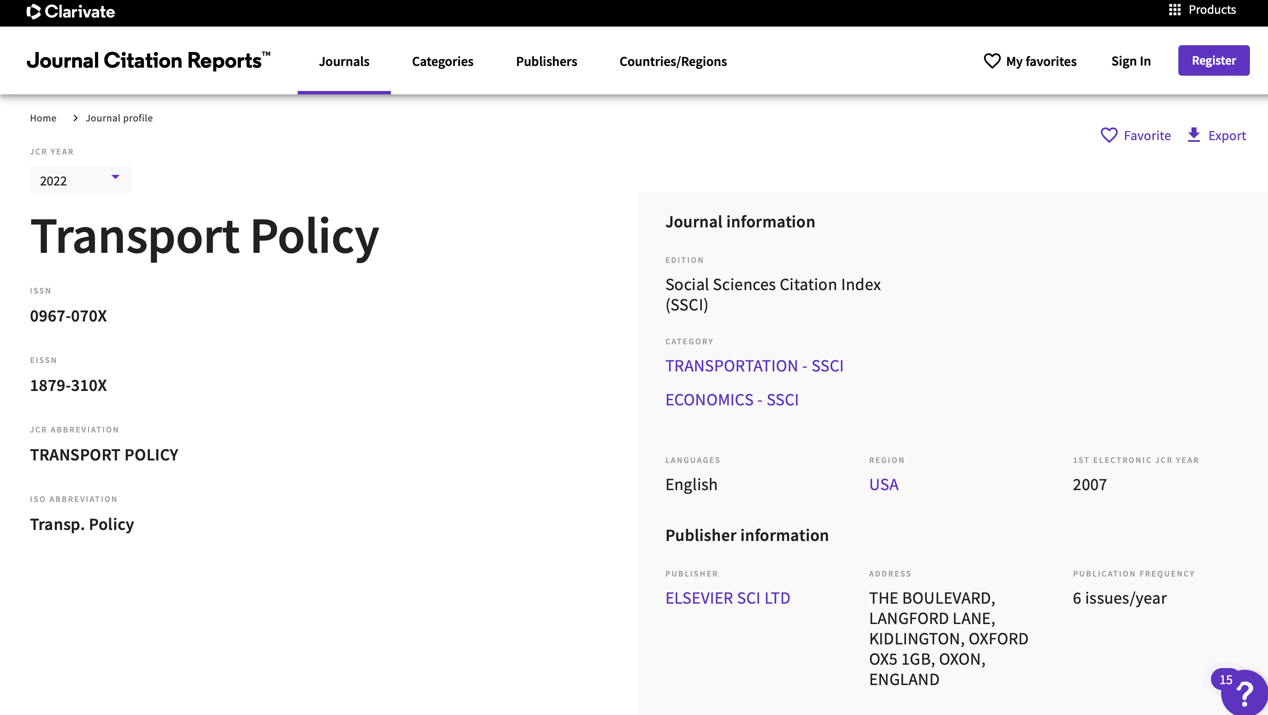 Clarivate
Products
Journal Citation Reports™
Journals
Categories
Publishers
Countries/Regions
My favorites
Sign In
Register
Home > Journal profile
Favorite
Export
JCR YEAR
2022
Transport Policy
ISSN
0967-070X
EISSN
1879-310X
JCR ABBREVIATION
TRANSPORT POLICY
ISO ABBREVIATION
Transp. Policy
Journal information
EDITION
Social Sciences Citation Index
(SSCI)
CATEGORY
TRANSPORTATION - SSCI
ECONOMICS - SSCI
LANGUAGES
English
REGION
USA
1ST ELECTRONIC JCR YEAR
2007
Publisher information
PUBLISHER
ELSEVIER SCI LTD
ADDRESS
THE BOULEVARD,
LANGFORD LANE,
KIDLINGTON, OXFORD
OX5 1GB, OXON,
ENGLAND
PUBLICATION FREQUENCY
6 issues/year
15
?